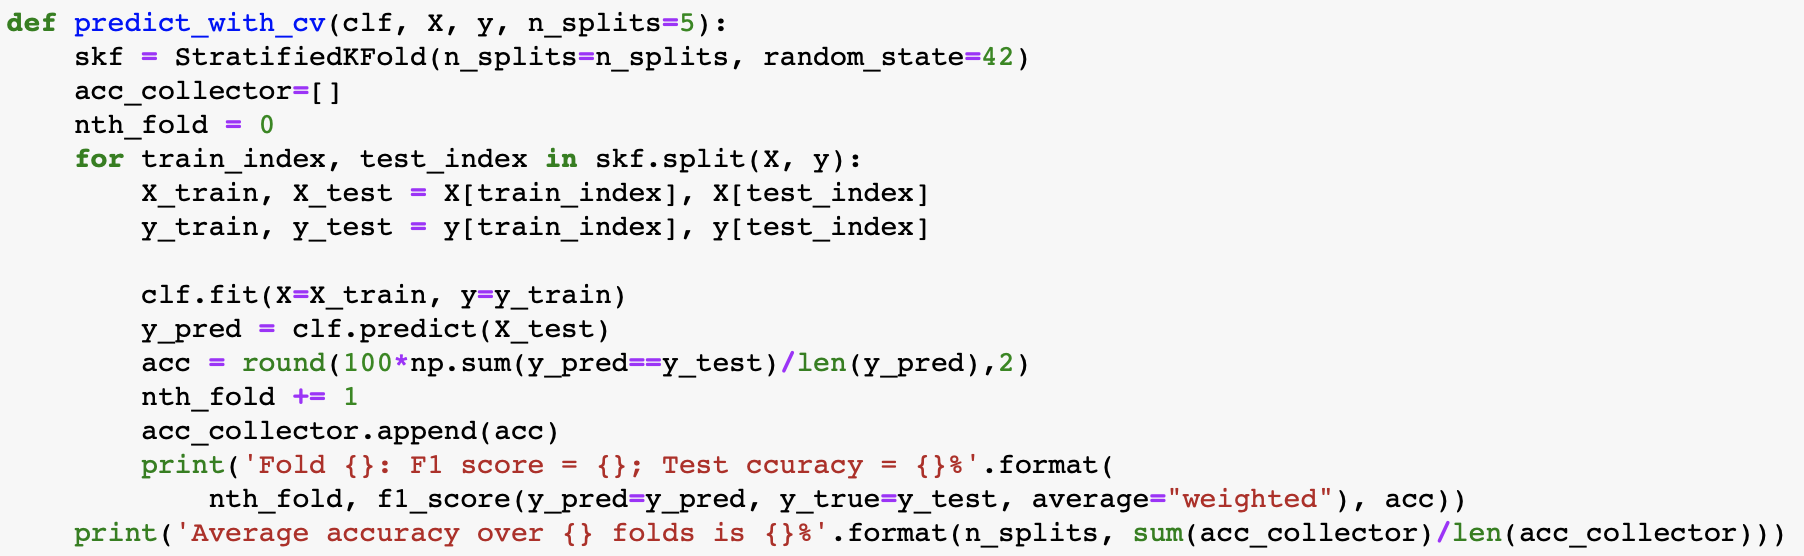 def predict_with_cv(clf, X, y, n_splits=5):
    skf = StratifiedKFold(n_splits=n_splits, random_state=42)
    acc_collector=[]
    nth_fold = 0
    for train_index, test_index in skf.split(X, y):
        X_train, X_test = X[train_index], X[test_index]
        y_train, y_test = y[train_index], y[test_index]

        clf.fit(X=X_train, y=y_train)
        y_pred = clf.predict(X_test)
        acc = round(100*np.sum(y_pred==y_test)/len(y_pred),2)
        nth_fold += 1
        acc_collector.append(acc)
        print('Fold {}: F1 score = {}; Test ccuracy = {}%'.format(
            nth_fold, f1_score(y_pred=y_pred, y_true=y_test, average="weighted"), acc))
    print('Average accuracy over {} folds is {}%'.format(n_splits, sum(acc_collector)/len(acc_collector)))